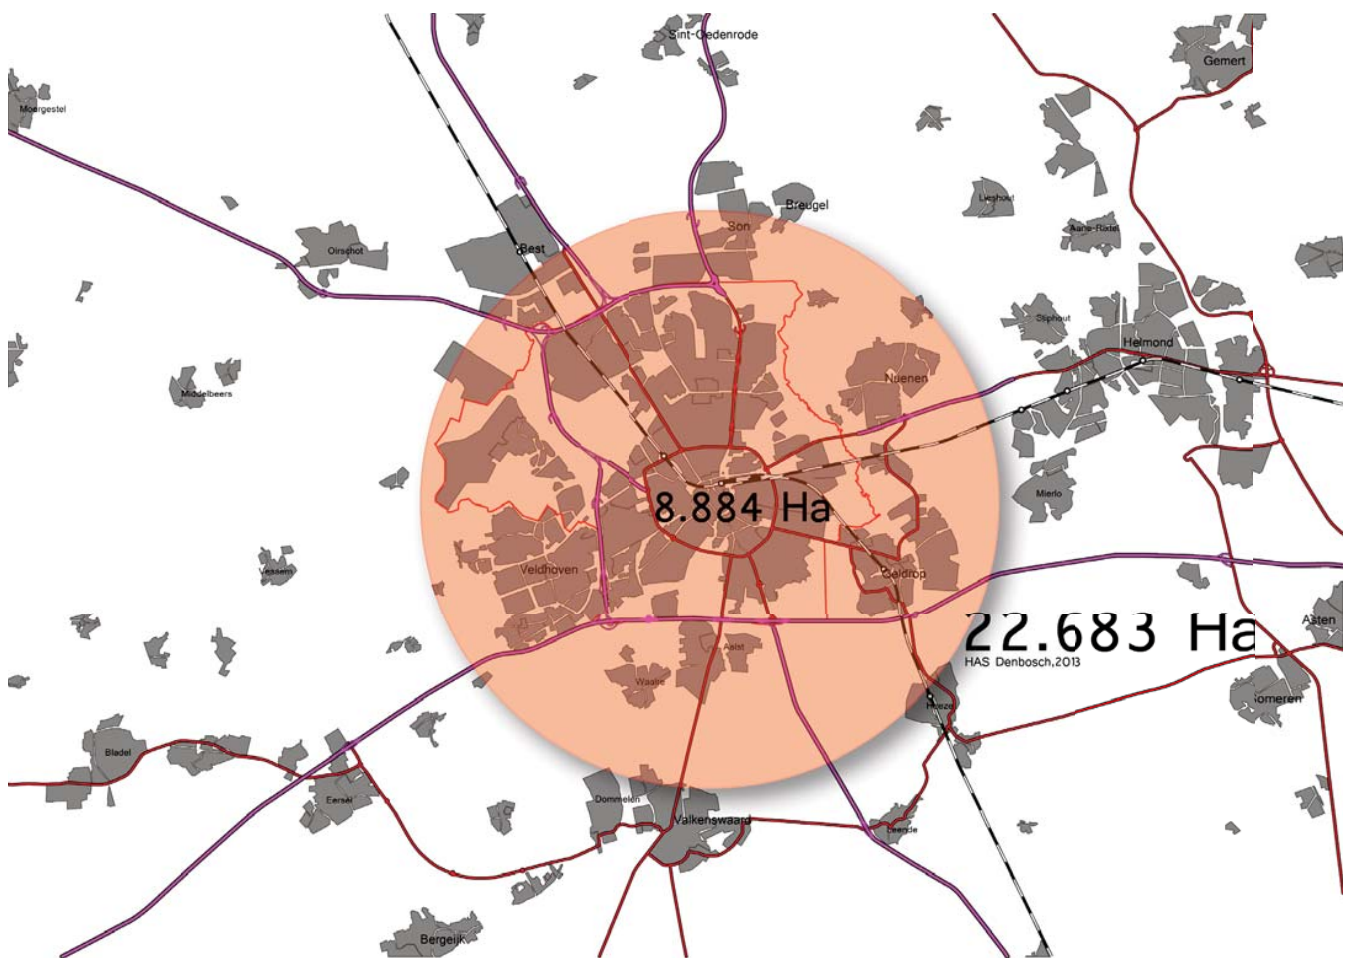 Sint-Oedenrode
Gemert
Moergestel
Lieshout
Breugel
Son
Aarle-Rixtel
Best
Oirschot
Stiphout
Helmond
Nuenen
Middelbeers
Mierlo
8.884 Ha
Veldhoven
Geldrop
Vessem
22.683 Ha
Asten
HAS Denbosch,2013
Aalst
Waalre
Someren
Heeze
Bladel
Eersel
Dommelen
Valkenswaard
Leende
Bergeijk